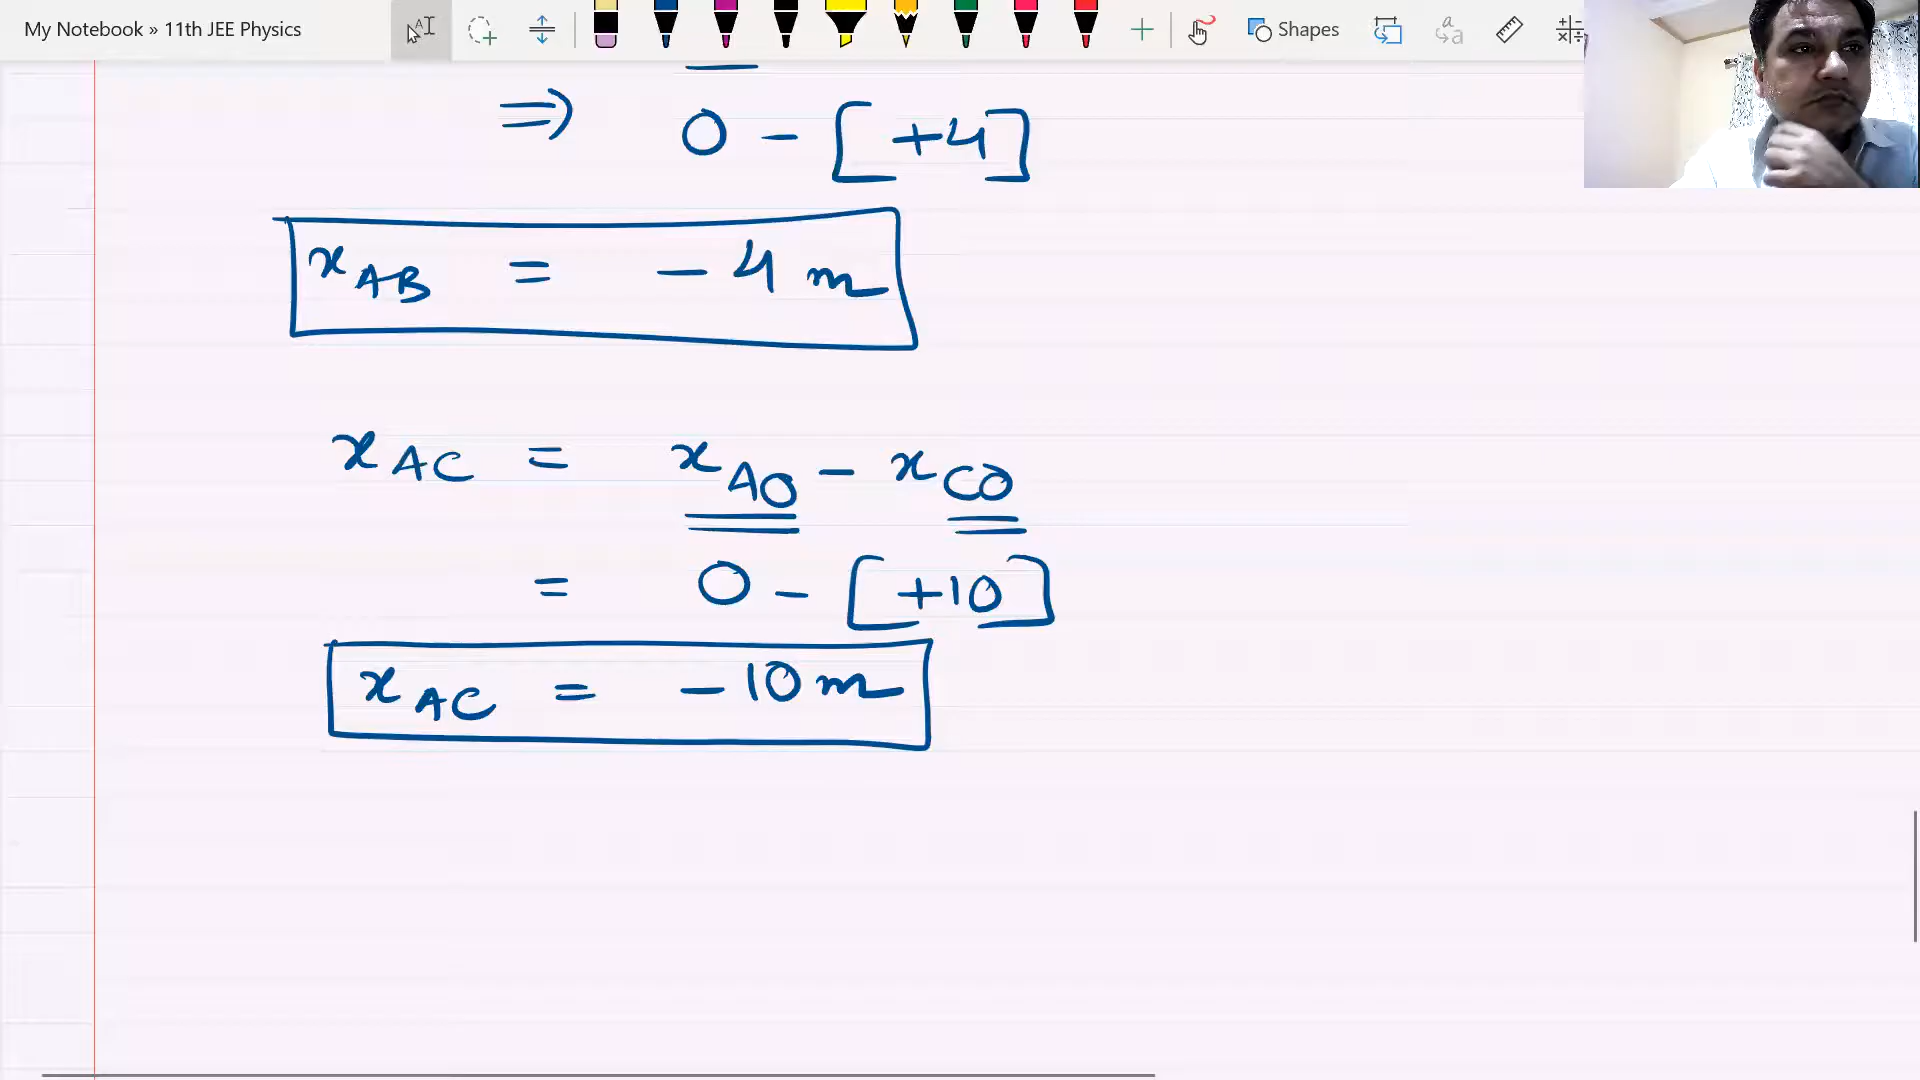 My Notebook » 11th JEE Physics
Shapes
⇒ 0 - [+4]
x_AB = - 4 m
x_AC = x_AO - x_CO
= 0 - [+10]
x_AC = - 10 m